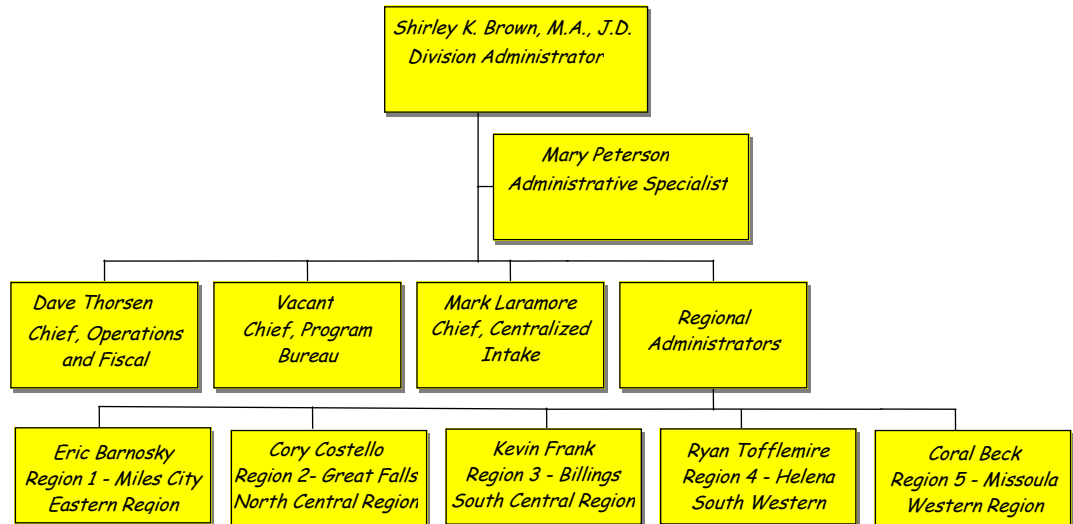 Shirley K. Brown, M.A., J.D.
Division Administrator
Mary Peterson
Administrative Specialist
Dave Thorsen
Chief, Operations
and Fiscal
Vacant
Chief, Program
Bureau
Mark Laramore
Chief, Centralized
Intake
Regional
Administrators
Eric Barnosky
Region 1 - Miles City
Eastern Region
Cory Costello
Region 2- Great Falls
North Central Region
Kevin Frank
Region 3 - Billings
South Central Region
Ryan Tofflemire
Region 4 - Helena
South Western
Coral Beck
Region 5 - Missoula
Western Region